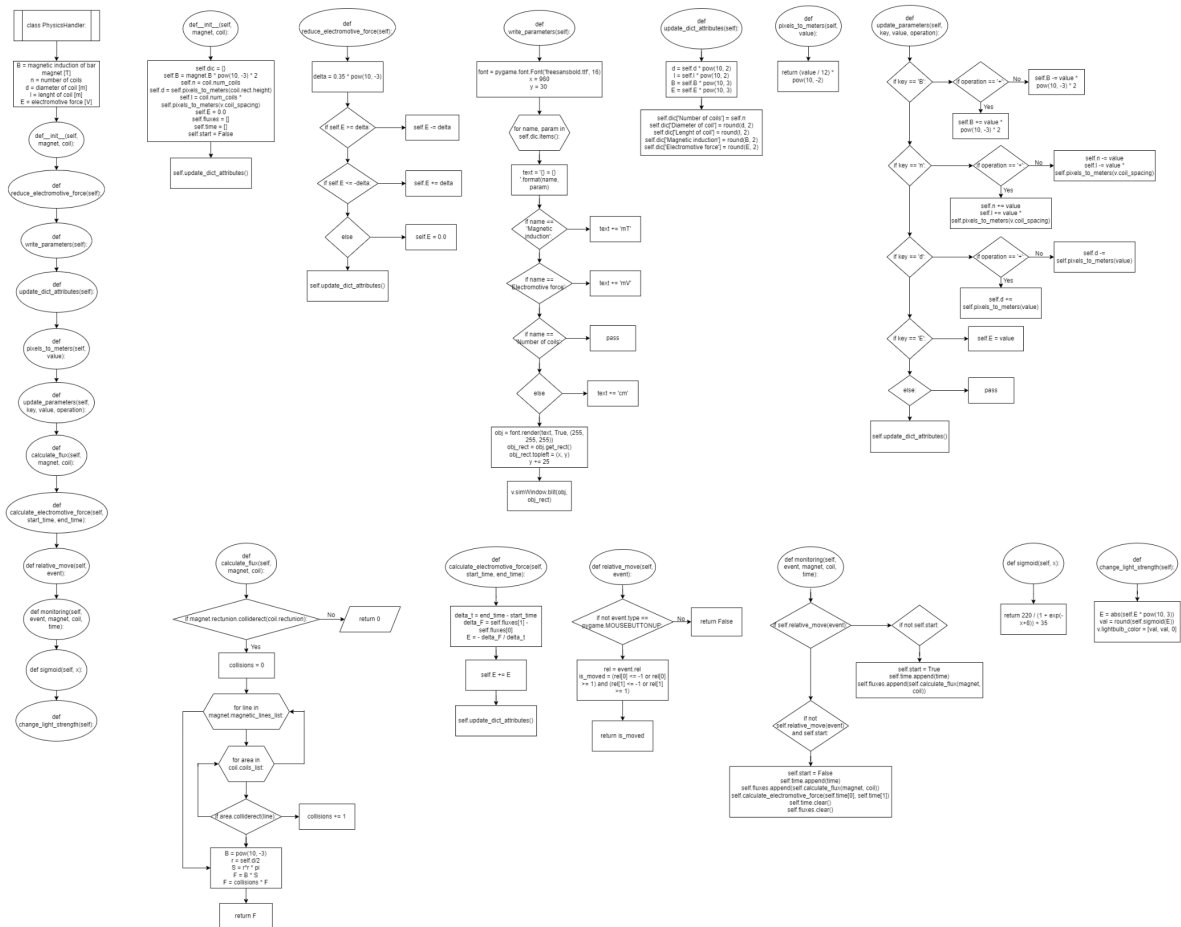 class PhysicsHandler:
B = magnetic induction of bar
magnet [T]
n = number of coils
d = diameter of coil [m]
l = lenght of coil [m]
E = electromotive force [V]
def__init__(self,
magnet, coil):
def
reduce_electromotive_force(self):
def
write_parameters(self):
def
update_dict_attributes(self):
def
pixels_to_meters(self,
value):
def
update_parameters(self,
key, value, operation):
def
calculate_flux(self,
magnet, coil):
def
calculate_electromotive_force(self,
start_time, end_time):
def relative_move(self,
event):
def monitoring(self,
event, magnet, coil,
time):
def sigmoid(self, x):
def
change_light_strength(self):
def__init__(self,
magnet, coil):
self.dic = {}
self.B = magnet.B * pow(10, -3) * 2
self.n = coil.num_coils
self.d = self.pixels_to_meters(coil.rect.height)
self.l = coil.num_coils *
self.pixels_to_meters(v.coil_spacing)
self.E = 0.0
self.fluxes = []
self.time = []
self.start = False
self.update_dict_attributes()
def
reduce_electromotive_force(self):
delta = 0.35 * pow(10, -3)
if self.E >= delta:
self.E -= delta
if self.E <= -delta:
self.E += delta
else
self.E = 0.0
self.update_dict_attributes()
def
write_parameters(self):
font = pygame.font.Font('freesansbold.ttf', 16)
x = 960
y = 30
for name, param in
self.dic.items():
text = '{} = {}
'.format(name,
param)
if name ==
'Magnetic
induction':
text += 'mT'
if name ==
'Electromotive force':
text += 'mV'
if name ==
'Number of coils':
pass
else
text += 'cm'
obj = font.render(text, True, (255,
255, 255))
obj_rect = obj.get_rect()
obj_rect.topleft = (x, y)
y += 25
v.simWindow.blit(obj,
obj_rect)
def
update_dict_attributes(self):
d = self.d * pow(10, 2)
l = self.l * pow(10, 2)
B = self.B * pow(10, 3)
E = self.E * pow(10, 3)
self.dic['Number of coils'] = self.n
self.dic['Diameter of coil'] = round(d, 2)
self.dic['Lenght of coil'] = round(l, 2)
self.dic['Magnetic induction'] = round(B, 2)
self.dic['Electromotive force'] = round(E, 2)
def
pixels_to_meters(self,
value):
return (value / 12) *
pow(10, -2)
def
update_parameters(self,
key, value, operation):
if key == 'B':
if operation == '+'
No
self.B -= value *
pow(10, -3) * 2
Yes
self.B += value *
pow(10, -3) * 2
if key == 'n':
if operation == '+':
No
self.n -= value
self.l -= value *
self.pixels_to_meters(v.coil_spacing)
Yes
self.n += value
self.l += value *
self.pixels_to_meters(v.coil_spacing)
if key == 'd':
if operation == '+':
No
self.d -=
self.pixels_to_meters(value)
Yes
self.d +=
self.pixels_to_meters(value)
if key == 'E':
self.E = value
else:
pass
self.update_dict_attributes()
def
calculate_flux(self,
magnet, coil):
if magnet.rectunion.colliderect(coil.rectunion):
No
return 0
Yes
collisions = 0
for line in
magnet.magnetic_lines_list:
for area in
coil.coils_list:
if area.colliderect(line):
collisions += 1
B = pow(10, -3)
r = self.d/2
S = r*r * pi
F = B * S
F = collisions * F
return F
def
calculate_electromotive_force(self,
start_time, end_time):
delta_t = end_time - start_time
delta_F = self.fluxes[1] -
self.fluxes[0]
E = - delta_F / delta_t
self.E += E
self.update_dict_attributes()
def relative_move(self,
event):
if not event.type ==
pygame.MOUSEBUTTONUP:
No
return False
rel = event.rel
is_moved = (rel[0] <= -1 or rel[0]
>= 1) and (rel[1] <= -1 or rel[1]
>= 1)
return is_moved
def monitoring(self,
event, magnet, coil,
time):
if self.relative_move(event):
if not self.start:
self.start = True
self.time.append(time)
self.fluxes.append(self.calculate_flux(magnet,
coil))
if not
self.relative_move(event)
and self.start:
self.start = False
self.time.append(time)
self.fluxes.append(self.calculate_flux(magnet, coil))
self.calculate_electromotive_force(self.time[0], self.time[1])
self.time.clear()
self.fluxes.clear()
def sigmoid(self, x):
return 220 / (1 + exp(-
x+6)) + 35
def
change_light_strength(self):
E = abs(self.E * pow(10, 3))
val = round(self.sigmoid(E))
v.lightbulb_color = [val, val, 0]